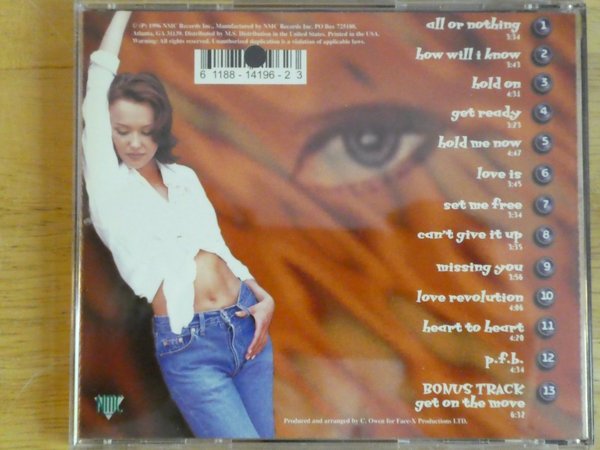 © (P) 1996 NMC Records Inc., Manufactured by NMC Records Inc. PO Box 725188,
Atlanta, GA 31139. Distributed by M.S. Distribution in the United States. Printed in the USA.
Warning: All rights reserved. Unauthorised duplication is a violation of applicable laws.
6 1188 - 14196 - 2 3
all or nothing 1
3:34
how will i know 2
3:43
hold on 3
4:31
get ready 4
3:23
hold me now 5
4:47
love is 6
3:45
set me free 7
3:34
can't give it up 8
3:35
missing you 9
3:56
love revolution 10
4:06
heart to heart 11
4:20
p.f.b. 12
4:34
BONUS TRACK 13
get on the move
6:32
NMC
Produced and arranged by C. Owen for Face-X Productions LTD.